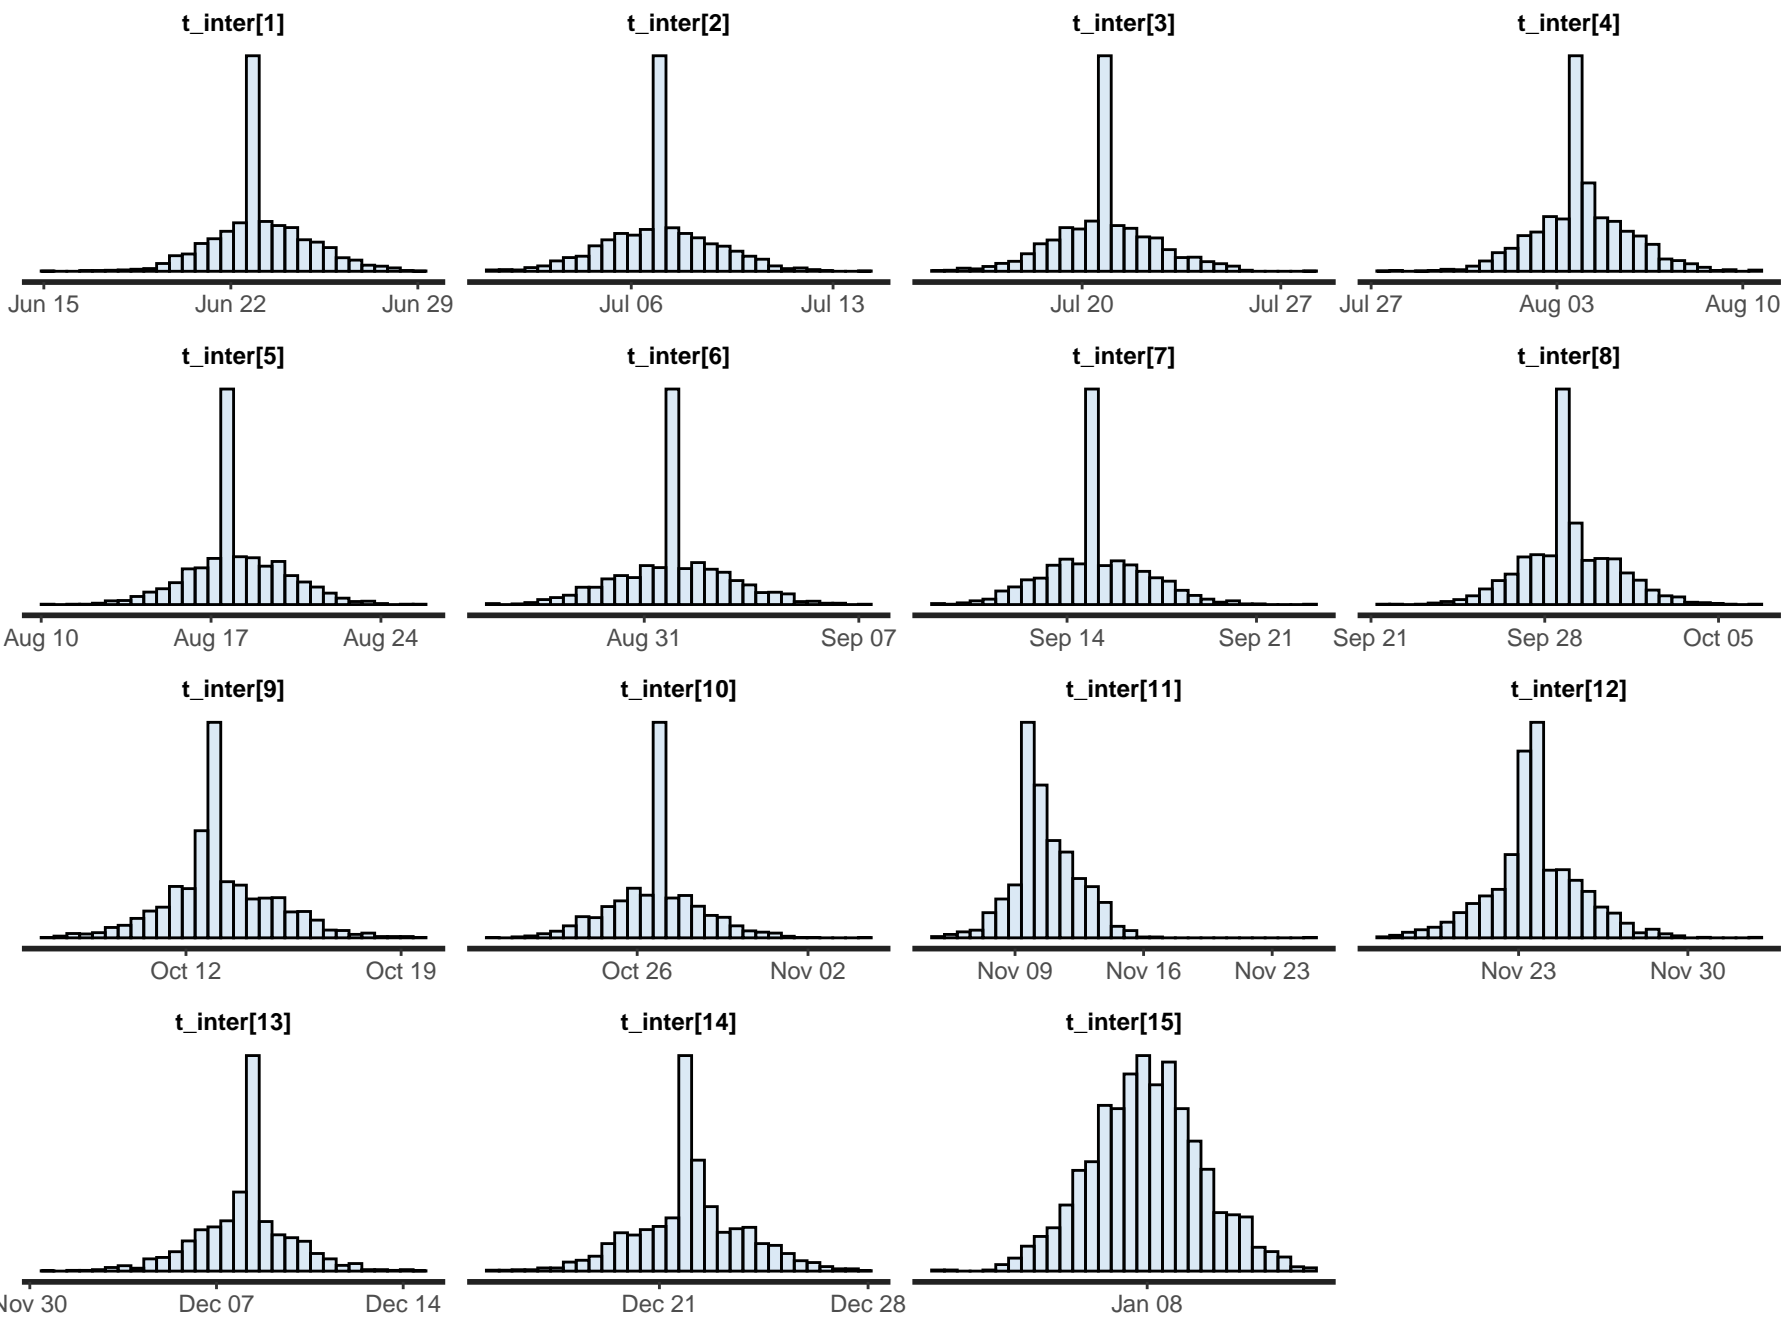 t_inter[1] t_inter[2] t_inter[3] t_inter[4]
Jun 15 Jun 22 Jun 29 Jul 06 Jul 13 Jul 20 Jul 27 Jul 27 Aug 03 Aug 10
t_inter[5] t_inter[6] t_inter[7] t_inter[8]
Aug 10 Aug 17 Aug 24 Aug 31 Sep 07 Sep 14 Sep 21 Sep 21 Sep 28 Oct 05
t_inter[9] t_inter[10] t_inter[11] t_inter[12]
Oct 12 Oct 19 Oct 26 Nov 02 Nov 09 Nov 16 Nov 23 Nov 23 Nov 30
t_inter[13] t_inter[14] t_inter[15]
Nov 30 Dec 07 Dec 14 Dec 21 Dec 28 Jan 08